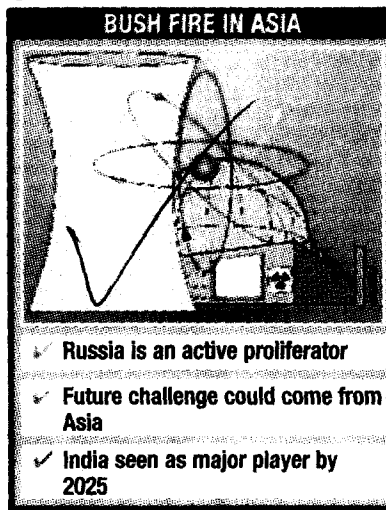 BUSH FIRE IN ASIA
Russia is an active proliferator
Future challenge could come from
Asia
India seen as major player by
2025